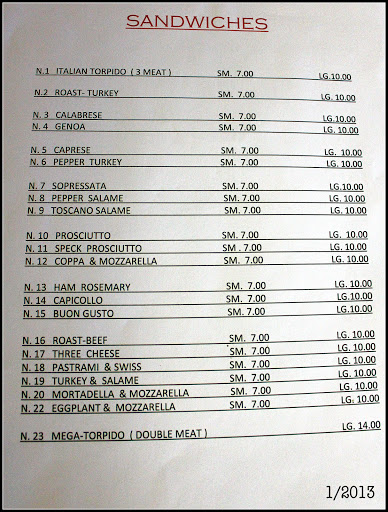 SANDWICHES
N.1 ITALIAN TORPIDO ( 3 MEAT ) SM. 7.00 LG.10.00
N.2 ROAST- TURKEY SM. 7.00 LG.10.00
N. 3 CALABRESE SM. 7.00 LG.10.00
N. 4 GENOA SM. 7.00 LG.10.00
N. 5 CAPRESE SM. 7.00 LG. 10.00
N. 6 PEPPER TURKEY SM. 7.00 LG.10.00
N. 7 SOPRESSATA SM. 7.00 LG.10.00
N. 8 PEPPER SALAME SM. 7.00 LG.10.00
N. 9 TOSCANO SALAME SM. 7.00 LG. 10.00
N. 10 PROSCIUTTO SM. 7.00 LG. 10.00
N. 11 SPECK PROSCIUTTO SM . 7.00 LG. 10.00
N. 12 COPPA & MOZZARELLA SM . 7.00 LG. 10.00
N. 13 HAM ROSEMARY SM. 7.00 LG.10.00
N. 14 CAPICOLLO SM. 7.00 LG.10.00
N. 15 BUON GUSTO SM. 7.00 LG.10.00
N. 16 ROAST-BEEF SM. 7.00 LG. 10.00
N. 17 THREE CHEESE SM. 7.00 LG. 10.00
N. 18 PASTRAMI & SWISS SM. 7.00 LG. 10.00
N. 19 TURKEY & SALAME SM. 7.00 LG. 10.00
N. 20 MORTADELLA & MOZZARELLA SM. 7.00 LG.10.00
N. 22 EGGPLANT & MOZZARELLA SM. 7.00 LG. 10.00
N. 23 MEGA-TORPIDO ( DOUBLE MEAT ) LG. 14.00
1/2013